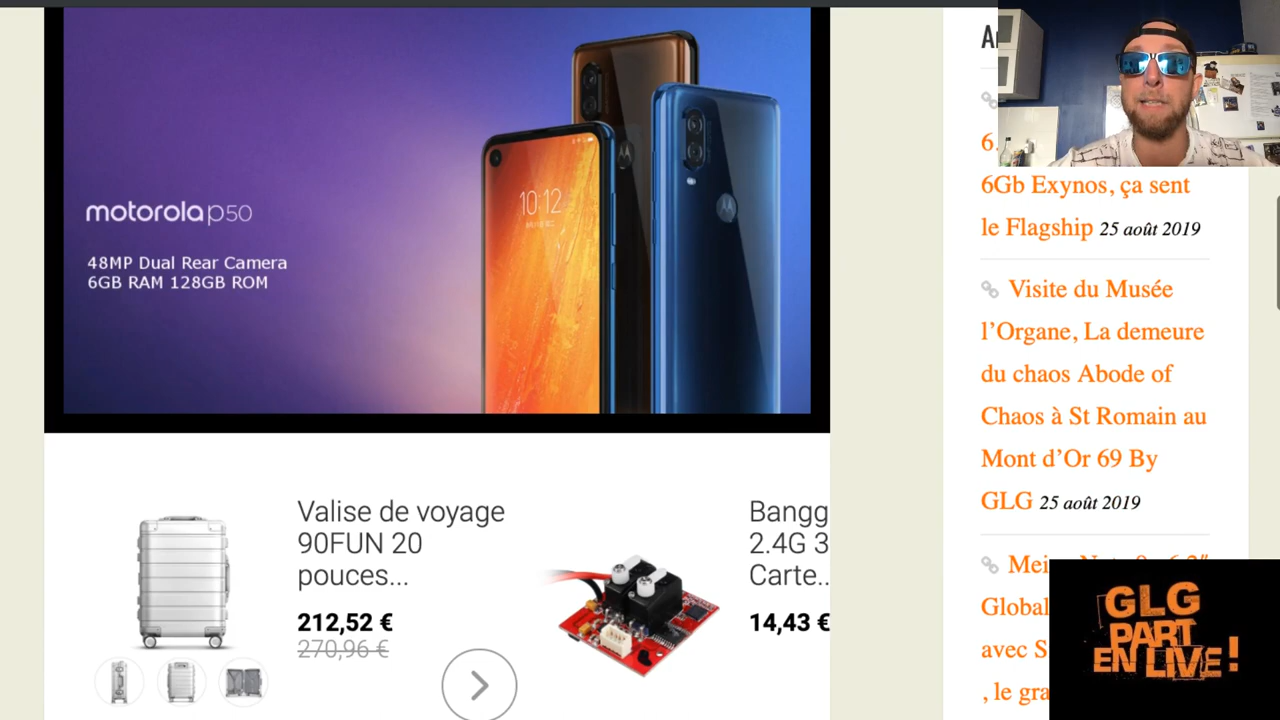 motorola p50
48MP Dual Rear Camera
6GB RAM 128GB ROM
10:12
Valise de voyage
90FUN 20
pouces...
212,52 €
270,96 €
Bangg
2.4G 3
Carte..
14,43 €
6.
6Gb Exynos, ça sent
le Flagship 25 août 2019
Visite du Musée
l’Organe, La demeure
du chaos Abode of
Chaos à St Romain au
Mont d’Or 69 By
GLG 25 août 2019
Global
avec S
, le gra
GLG
PART
EN LIVE !